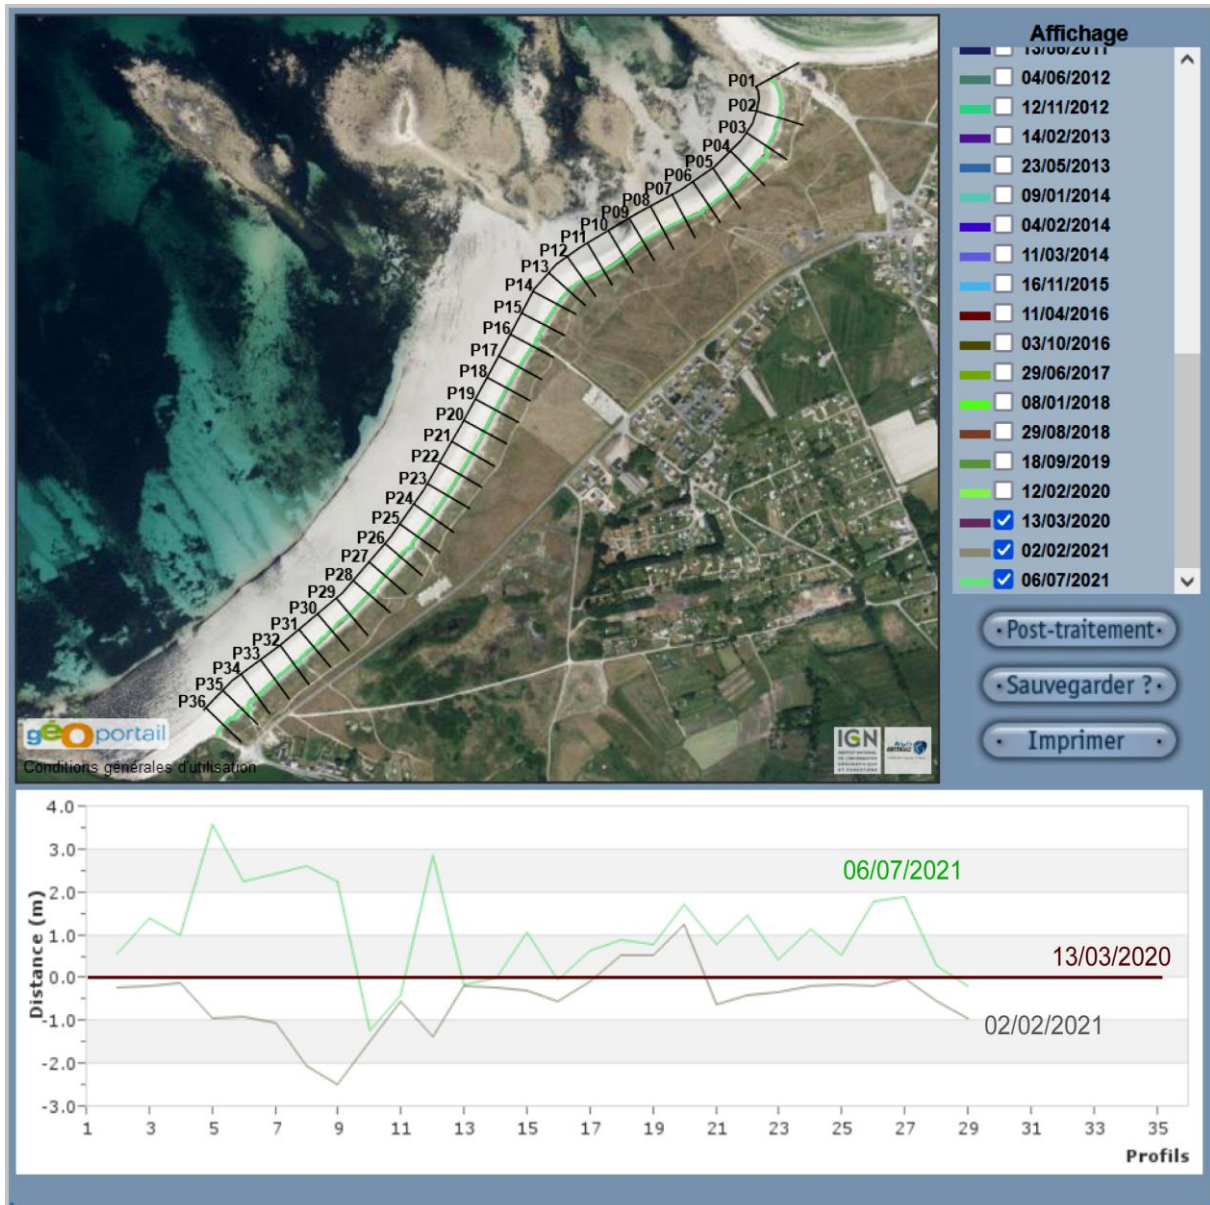 Affichage
13/06/2011
04/06/2012
12/11/2012
14/02/2013
23/05/2013
09/01/2014
04/02/2014
11/03/2014
16/11/2015
11/04/2016
03/10/2016
29/06/2017
08/01/2018
29/08/2018
18/09/2019
12/02/2020
13/03/2020
02/02/2021
06/07/2021
Post-traitement
Sauvegarder ?
Imprimer
P01
P02
P03
P04
P05
P06
P07
P08
P09
P10
P11
P12
P13
P14
P15
P16
P17
P18
P19
P20
P21
P22
P23
P24
P25
P26
P27
P28
P29
P30
P31
P32
P33
P34
P35
P36
géoportail
Conditions générales d'utilisation
IGN
4.0
3.0
2.0
1.0
0.0
-1.0
-2.0
-3.0
Distance (m)
06/07/2021
13/03/2020
02/02/2021
1 3 5 7 9 11 13 15 17 19 21 23 25 27 29 31 33 35
Profils